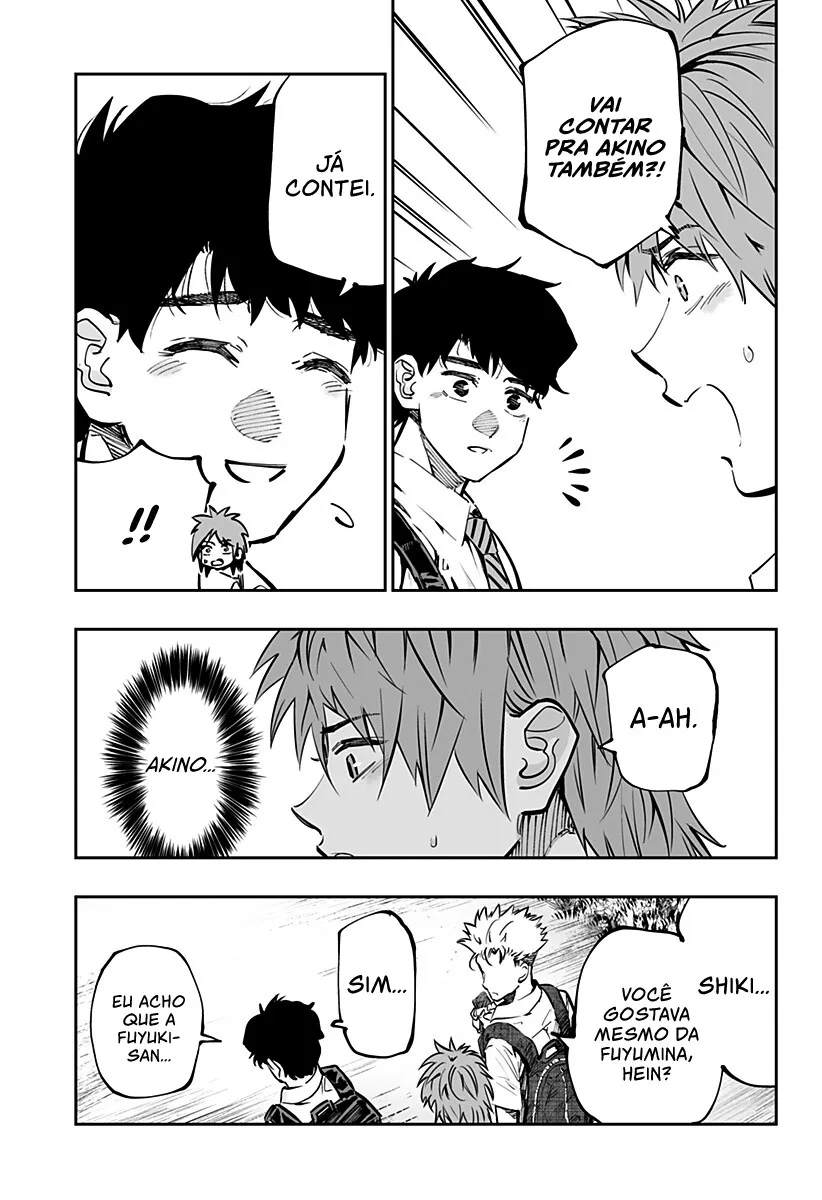 VAI
CONTAR
PRA AKINO
TAMBÉM?!
JÁ
CONTEI.
!!
A-AH.
AKINO...
SHIKI...
VOCÊ
GOSTAVA
MESMO DA
FUYUMINA,
HEIN?
SIM...
EU ACHO
QUE A
FUYUKI-
SAN...